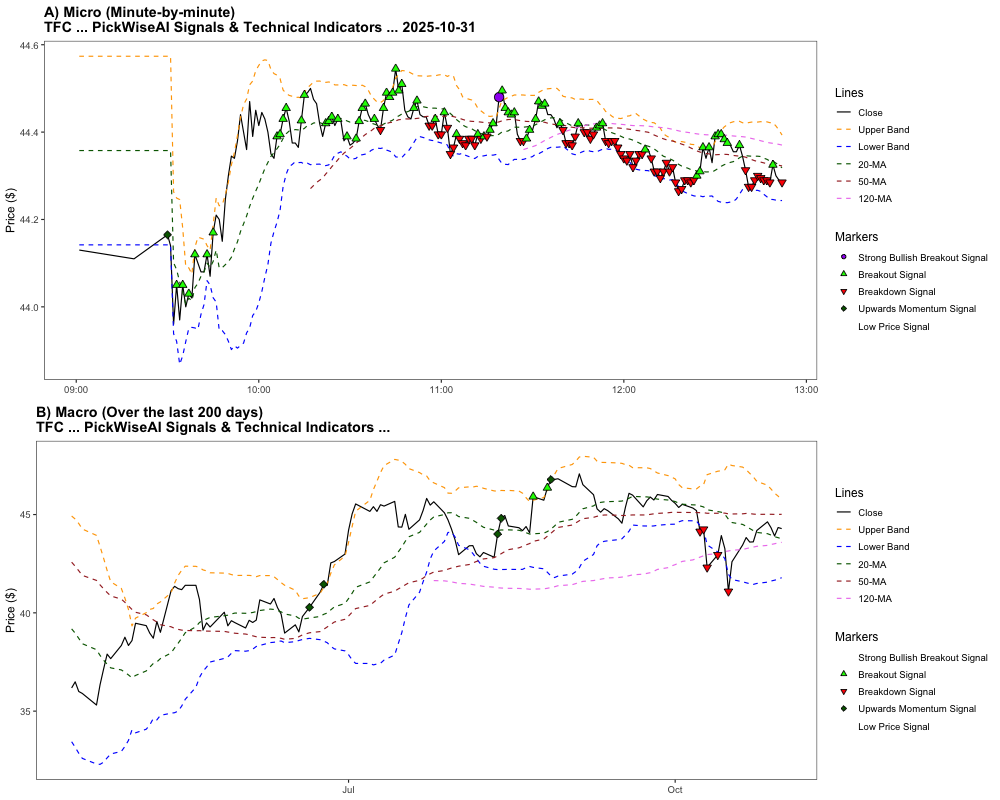 A) Micro (Minute-by-minute)
TFC ... PickWiseAI Signals & Technical Indicators ... 2025-10-31
Price ($)
44.6
44.4
44.2
44.0
09:00
10:00
11:00
12:00
13:00
Lines
Close
Upper Band
Lower Band
20-MA
50-MA
120-MA
Markers
Strong Bullish Breakout Signal
Breakout Signal
Breakdown Signal
Upwards Momentum Signal
Low Price Signal
B) Macro (Over the last 200 days)
TFC ... PickWiseAI Signals & Technical Indicators ...
Price ($)
45
40
35
Jul
Oct
Lines
Close
Upper Band
Lower Band
20-MA
50-MA
120-MA
Markers
Strong Bullish Breakout Signal
Breakout Signal
Breakdown Signal
Upwards Momentum Signal
Low Price Signal